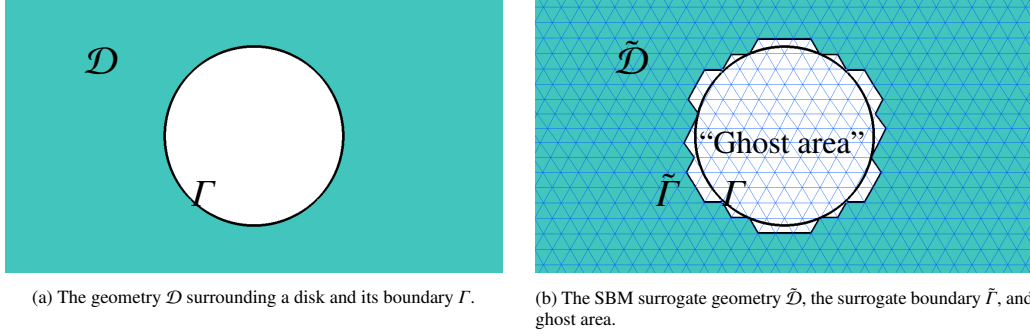 𝒟
Γ
(a) The geometry 𝒟 surrounding a disk and its boundary Γ.
𝒟̃
“Ghost area”
Γ̃ Γ
(b) The SBM surrogate geometry 𝒟̃, the surrogate boundary Γ̃, and
ghost area.